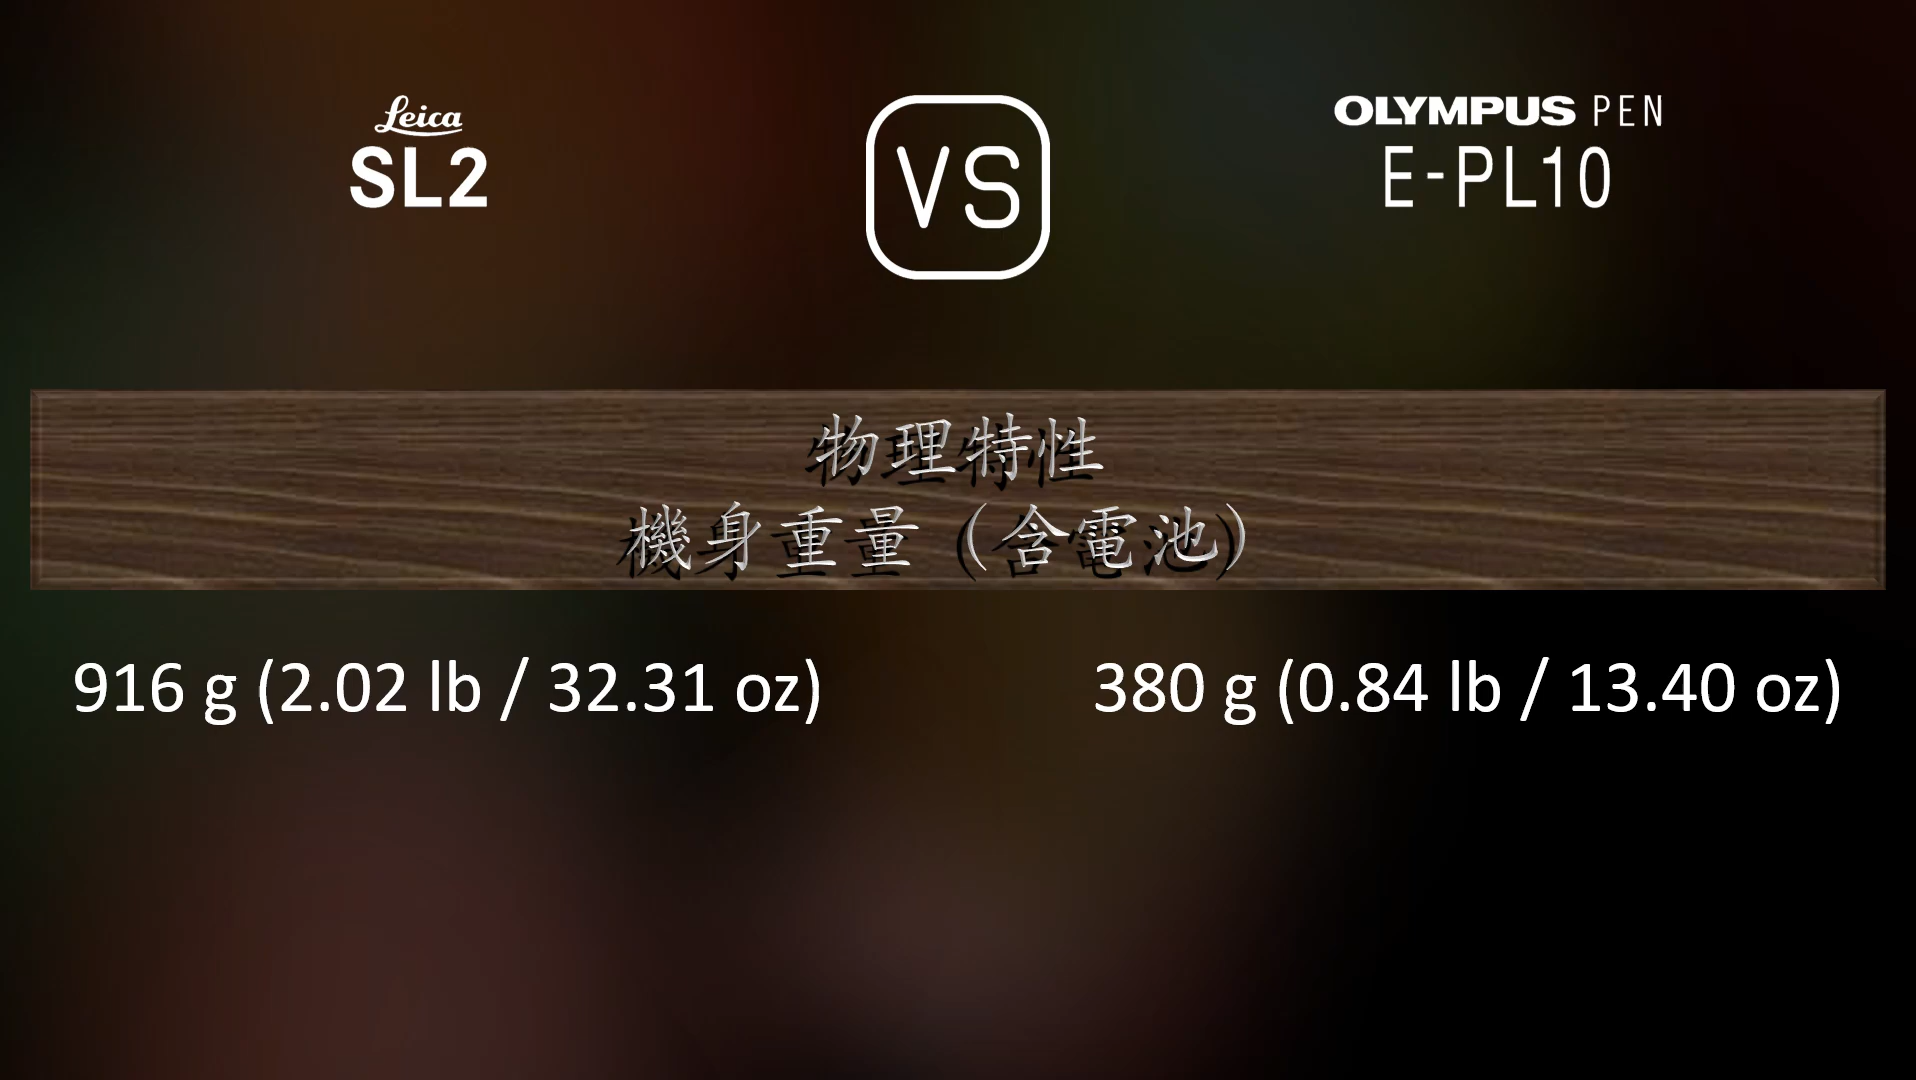 Leica
SL2
VS
OLYMPUS PEN
E-PL10
物理特性
機身重量（含電池）
916 g (2.02 lb / 32.31 oz)
380 g (0.84 lb / 13.40 oz)